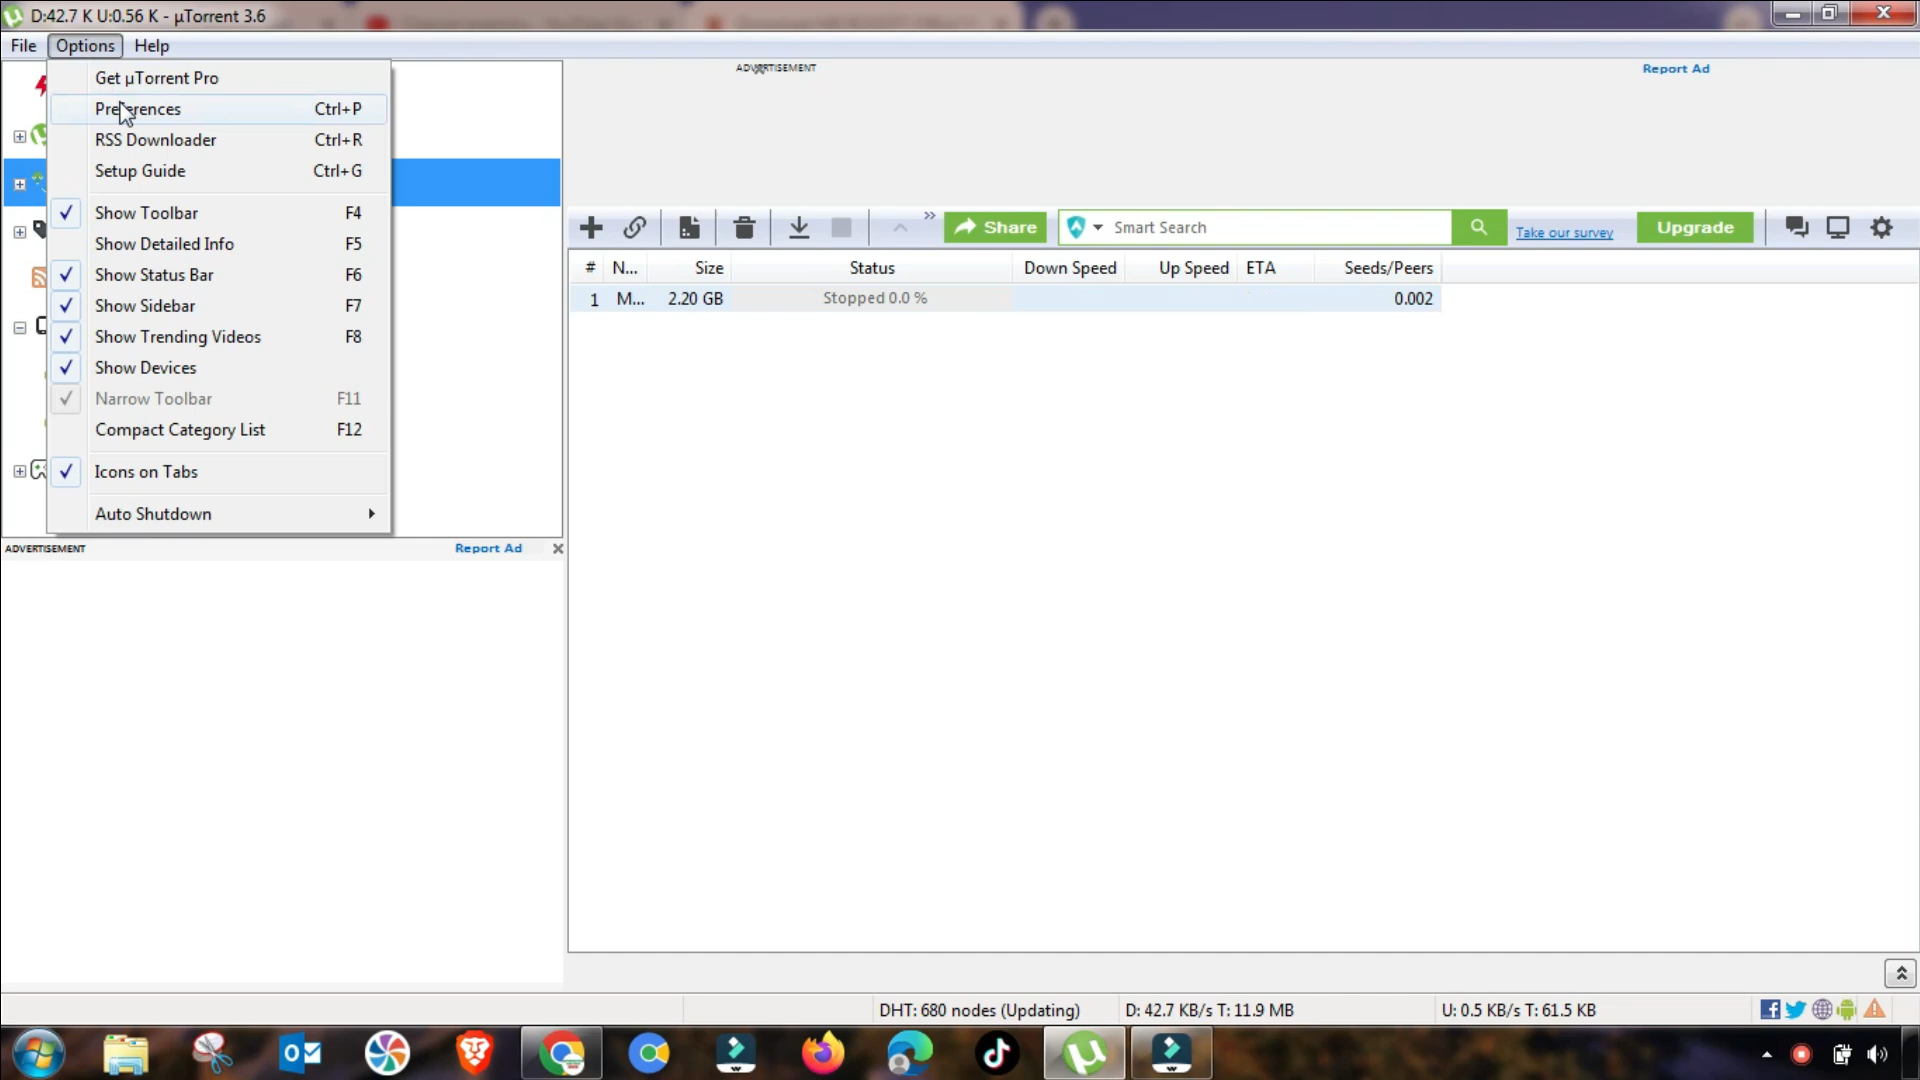 D:42.7 K U:0.56 K - µTorrent 3.6
File Options Help
Get µTorrent Pro
Preferences Ctrl+P
RSS Downloader Ctrl+R
Setup Guide Ctrl+G
Show Toolbar F4
Show Detailed Info F5
Show Status Bar F6
Show Sidebar F7
Show Trending Videos F8
Show Devices
Narrow Toolbar F11
Compact Category List F12
Icons on Tabs
Auto Shutdown
ADVERTISEMENT Report Ad
ADVERTISEMENT Report Ad
Share Smart Search Take our survey Upgrade
# N... Size Status Down Speed Up Speed ETA Seeds/Peers
1 M... 2.20 GB Stopped 0.0 % 0.002
DHT: 680 nodes (Updating) D: 42.7 KB/s T: 11.9 MB U: 0.5 KB/s T: 61.5 KB